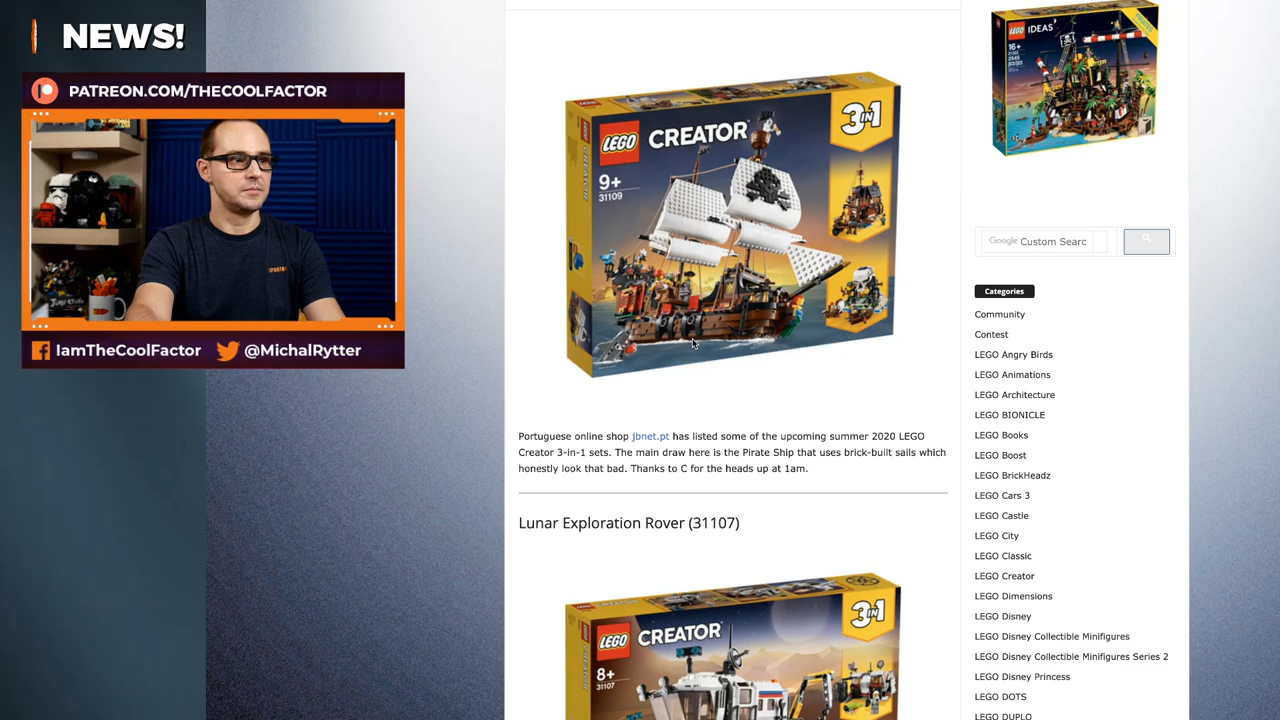 NEWS!
PATREON.COM/THECOOLFACTOR
IamTheCoolFactor @MichalRytter
LEGO CREATOR
3in1
9+
31109
Portuguese online shop jbnet.pt has listed some of the upcoming summer 2020 LEGO
Creator 3-in-1 sets. The main draw here is the Pirate Ship that uses brick-built sails which
honestly look that bad. Thanks to C for the heads up at 1am.
Lunar Exploration Rover (31107)
LEGO CREATOR
3in1
8+
31107
LEGO IDEAS
16+
Google Custom Searc
Categories
Community
Contest
LEGO Angry Birds
LEGO Animations
LEGO Architecture
LEGO BIONICLE
LEGO Books
LEGO Boost
LEGO BrickHeadz
LEGO Cars 3
LEGO Castle
LEGO City
LEGO Classic
LEGO Creator
LEGO Dimensions
LEGO Disney
LEGO Disney Collectible Minifigures
LEGO Disney Collectible Minifigures Series 2
LEGO Disney Princess
LEGO DOTS
LEGO DUPLO